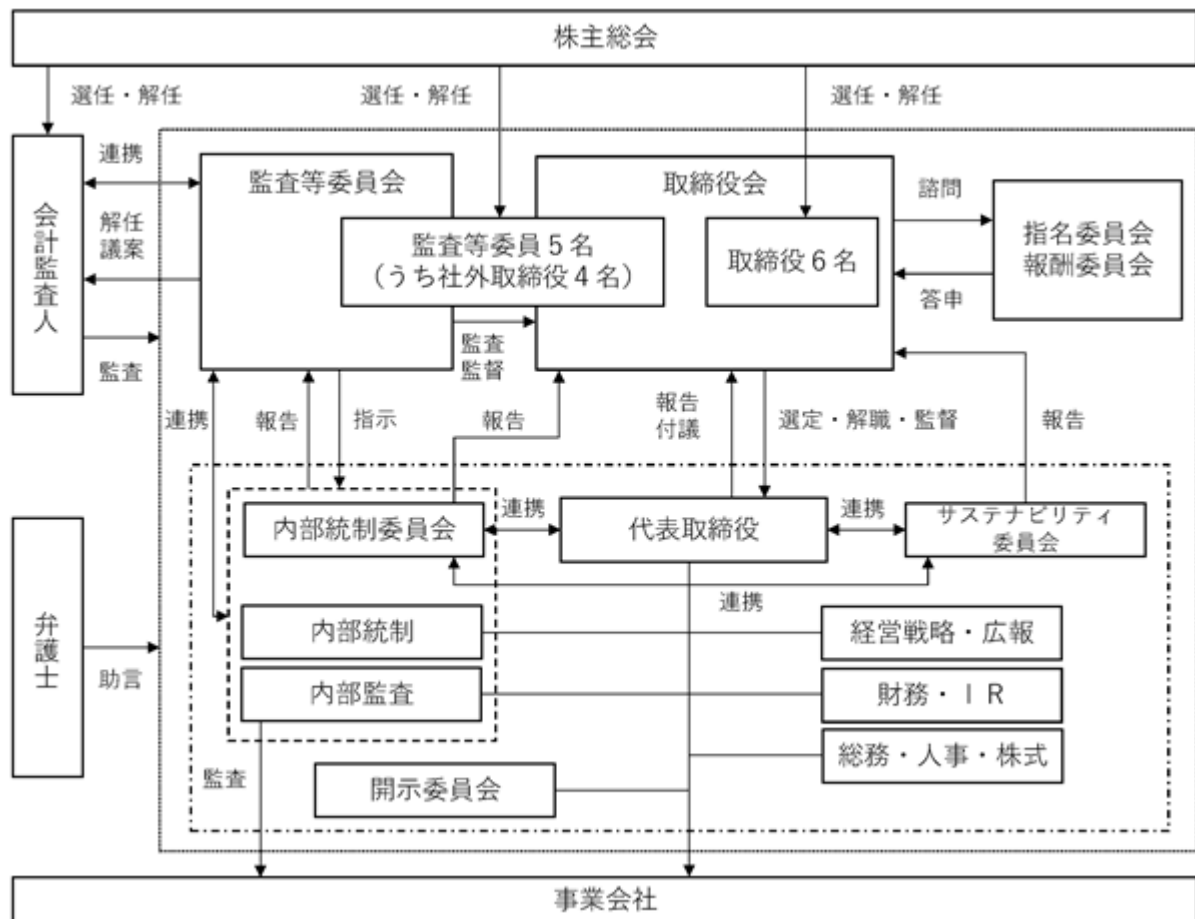 株主総会
選任・解任
選任・解任
選任・解任
会計監査人
連携
解任
議案
監査
監査等委員会
監査等委員5名
（うち社外取締役4名）
取締役会
取締役6名
諮問
答申
指名委員会
報酬委員会
監査
監督
連携
報告
指示
報告
報告
付議
選定・解職・監督
報告
内部統制委員会
連携
代表取締役
連携
サステナビリティ
委員会
連携
弁護士
助言
内部統制
経営戦略・広報
内部監査
財務・ＩＲ
総務・人事・株式
監査
開示委員会
事業会社